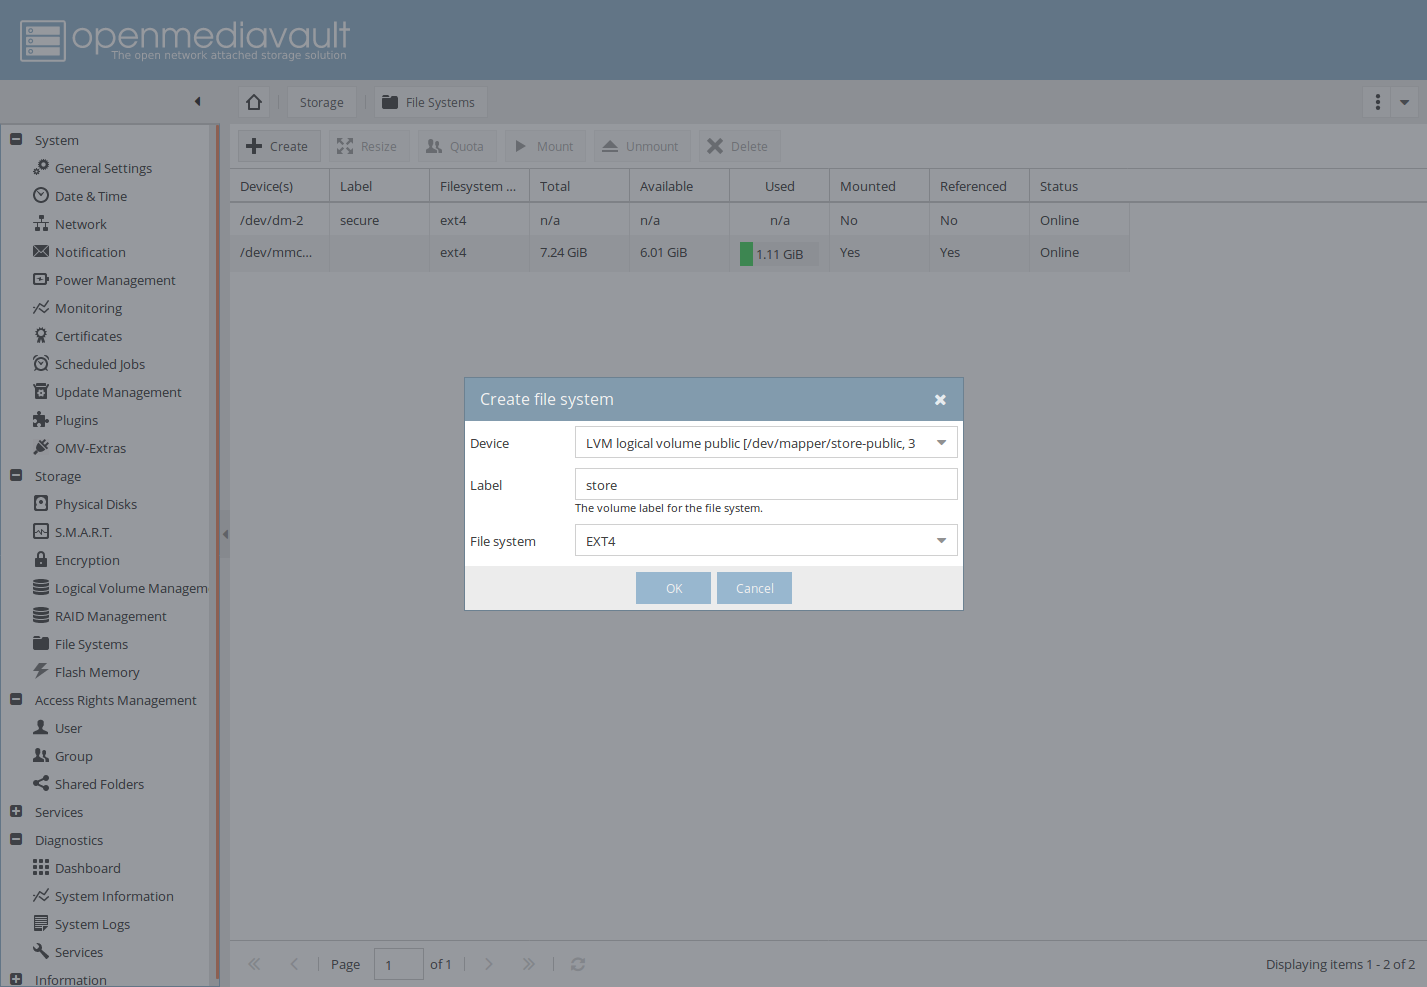 openmediavault
The open network attached storage solution
Storage
File Systems
Create
Resize
Quota
Mount
Unmount
Delete
Device(s) Label Filesystem ... Total Available Used Mounted Referenced Status
/dev/dm-2 secure ext4 n/a n/a n/a No No Online
/dev/mmc... ext4 7.24 GiB 6.01 GiB 1.11 GiB Yes Yes Online
System
General Settings
Date & Time
Network
Notification
Power Management
Monitoring
Certificates
Scheduled Jobs
Update Management
Plugins
OMV-Extras
Storage
Physical Disks
S.M.A.R.T.
Encryption
Logical Volume Managem
RAID Management
File Systems
Flash Memory
Access Rights Management
User
Group
Shared Folders
Services
Diagnostics
Dashboard
System Information
System Logs
Services
Information
Create file system
Device LVM logical volume public [/dev/mapper/store-public, 3
Label store
The volume label for the file system.
File system EXT4
OK Cancel
Page 1 of 1
Displaying items 1 - 2 of 2